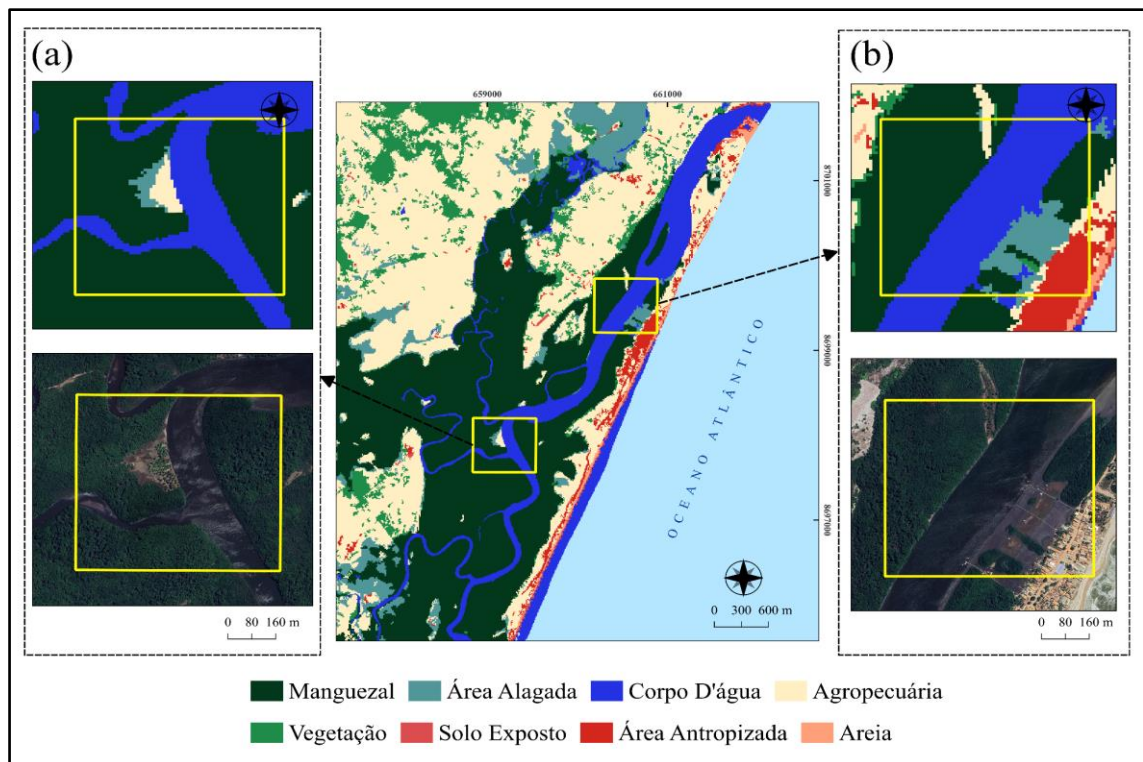 (a)
(b)
659000 661000
8701000
8699000
8697000
OCEANO ATLÂNTICO
0 160 m
0 80 160 m
0 300 600 m
Manguezal Área Alagada Corpo D'água Agropecuária
Vegetação Solo Exposto Área Antropizada Areia